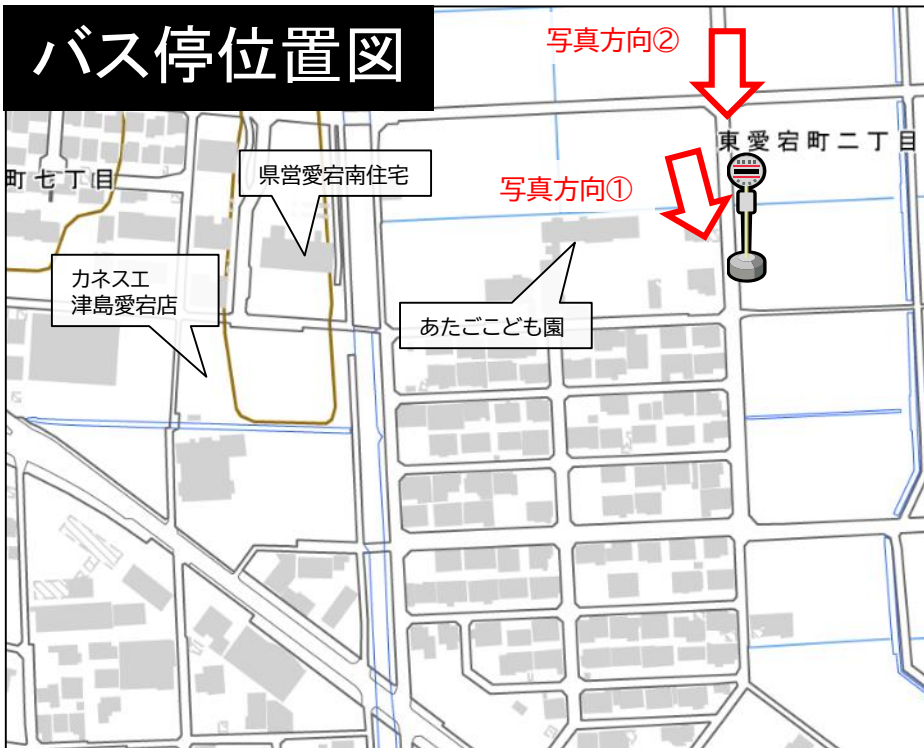 バス停位置図
写真方向②
東愛宕町二丁目
県営愛宕南住宅
町七丁目
写真方向①
カネスエ
津島愛宕店
あたごこども園